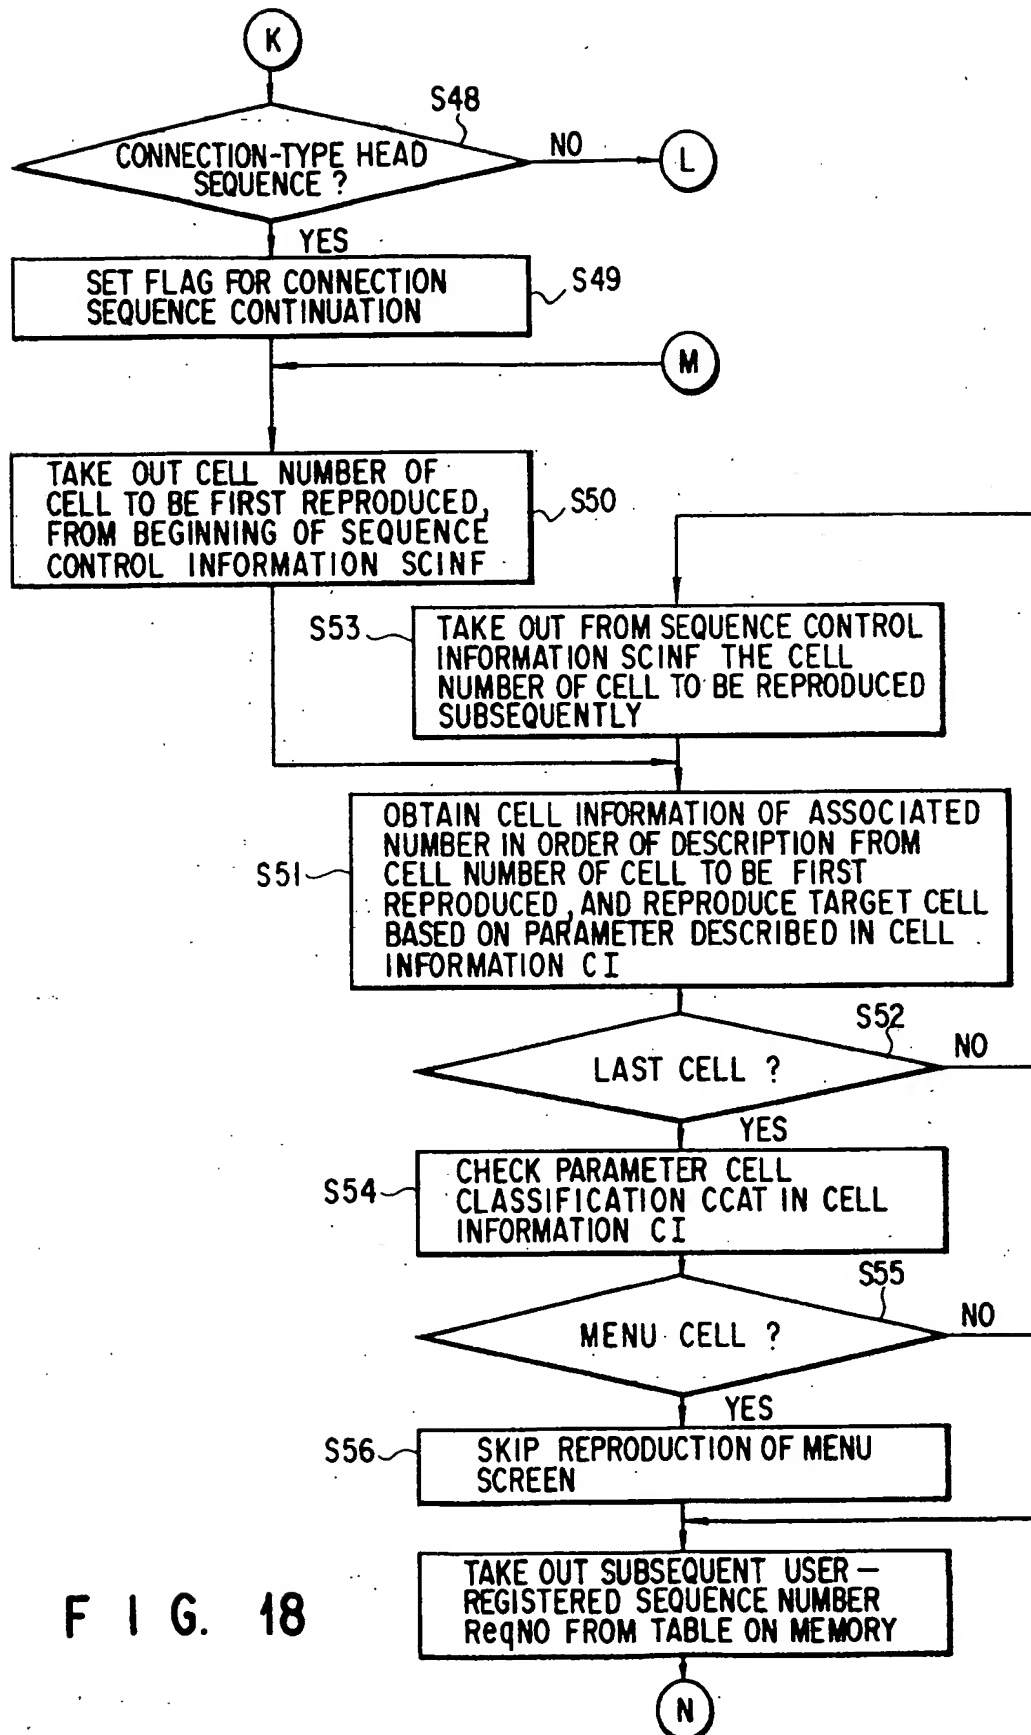 K
S48
CONNECTION-TYPE HEAD
SEQUENCE ?
NO
L
YES
SET FLAG FOR CONNECTION
SEQUENCE CONTINUATION
S49
M
TAKE OUT CELL NUMBER OF
CELL TO BE FIRST REPRODUCED,
FROM BEGINNING OF SEQUENCE
CONTROL INFORMATION SCINF
S50
S53
TAKE OUT FROM SEQUENCE CONTROL
INFORMATION SCINF THE CELL
NUMBER OF CELL TO BE REPRODUCED
SUBSEQUENTLY
S51
OBTAIN CELL INFORMATION OF ASSOCIATED
NUMBER IN ORDER OF DESCRIPTION FROM
CELL NUMBER OF CELL TO BE FIRST
REPRODUCED, AND REPRODUCE TARGET CELL
BASED ON PARAMETER DESCRIBED IN CELL
INFORMATION CI
S52
LAST CELL ?
NO
YES
S54
CHECK PARAMETER CELL
CLASSIFICATION CCAT IN CELL
INFORMATION CI
S55
MENU CELL ?
NO
YES
S56
SKIP REPRODUCTION OF MENU
SCREEN
TAKE OUT SUBSEQUENT USER-
REGISTERED SEQUENCE NUMBER
ReqNO FROM TABLE ON MEMORY
FIG. 18
N